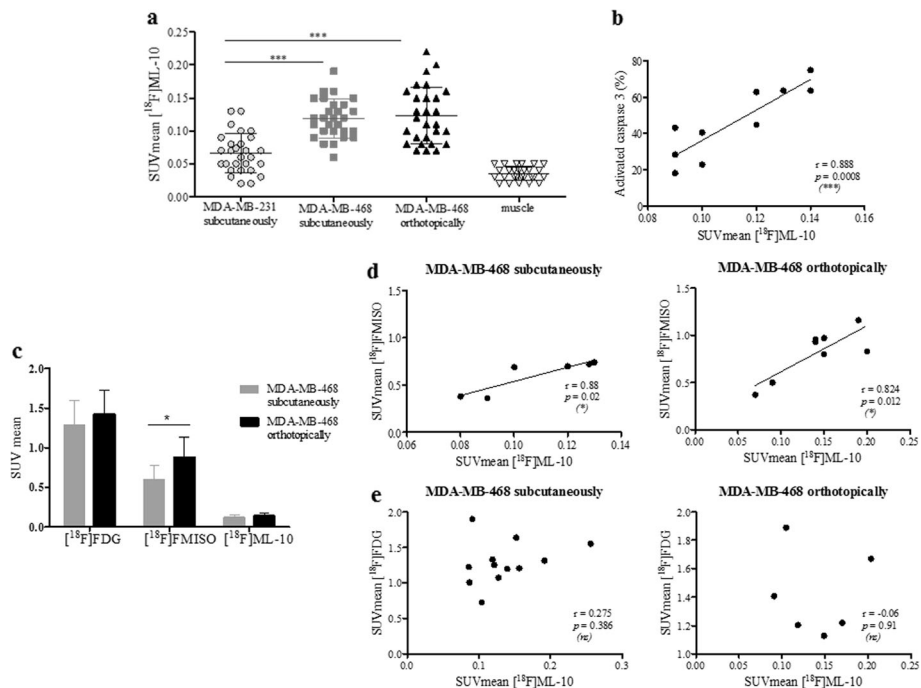 a
***
***
SUVmean [18F]ML-10
0.25
0.20
0.15
0.10
0.05
0.00
MDA-MB-231 subcutaneously
MDA-MB-468 subcutaneously
MDA-MB-468 orthotopically
muscle
b
Activated caspase 3 (%)
100
80
60
40
20
0
r = 0.888
p = 0.0008
(***)
0.08 0.10 0.12 0.14 0.16
SUVmean [18F]ML-10
c
SUV mean
2.0
1.5
1.0
0.5
0.0
*
MDA-MB-468 subcutaneously
MDA-MB-468 orthotopically
[18F]FDG [18F]FMISO [18F]ML-10
d
MDA-MB-468 subcutaneously
SUVmean [18F]FMISO
1.5
1.0
0.5
0.0
r = 0.88
p = 0.02
(*)
0.06 0.08 0.10 0.12 0.14
SUVmean [18F]ML-10
MDA-MB-468 orthotopically
SUVmean [18F]FMISO
1.5
1.0
0.5
0.0
r = 0.824
p = 0.012
(*)
0.00 0.05 0.10 0.15 0.20 0.25
SUVmean [18F]ML-10
e
MDA-MB-468 subcutaneously
SUVmean [18F]FDG
2.0
1.5
1.0
0.5
0.0
r = 0.275
p = 0.386
(ns)
0.0 0.1 0.2 0.3
SUVmean [18F]ML-10
MDA-MB-468 orthotopically
SUVmean [18F]FDG
2.0
1.8
1.6
1.4
1.2
1.0
r = -0.06
p = 0.91
(ns)
0.00 0.05 0.10 0.15 0.20 0.25
SUVmean [18F]ML-10